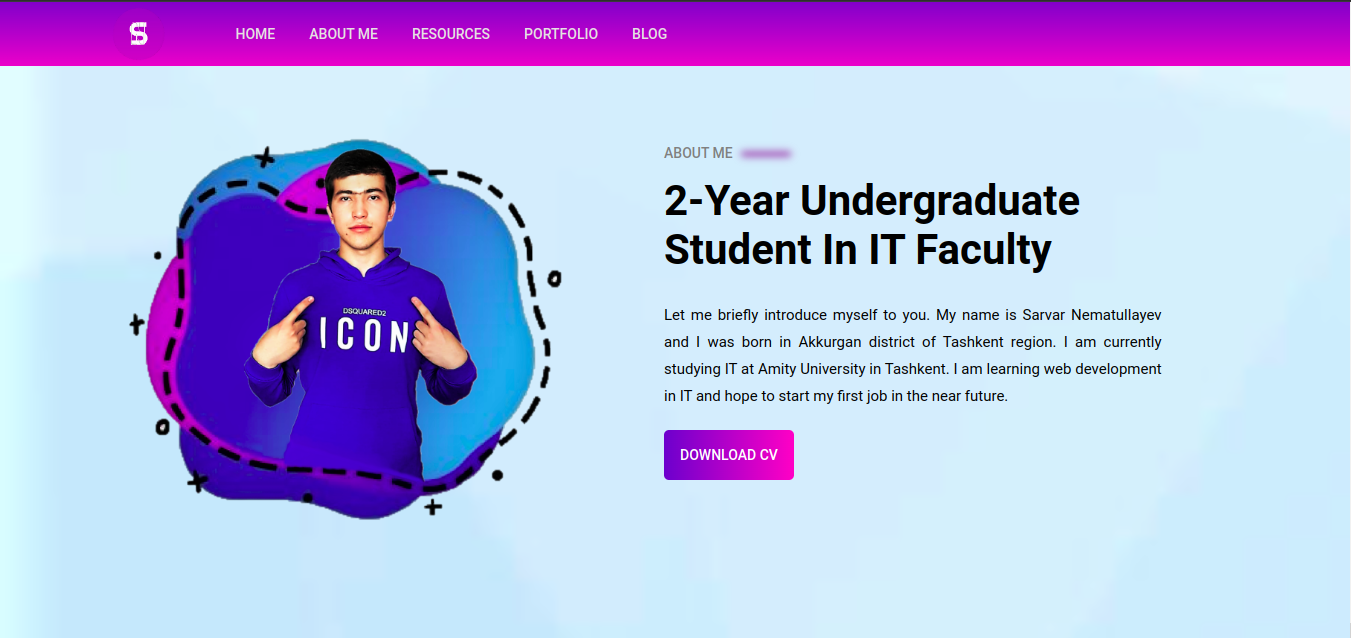 S
HOME ABOUT ME RESOURCES PORTFOLIO BLOG
ABOUT ME
2-Year Undergraduate
Student In IT Faculty
Let me briefly introduce myself to you. My name is Sarvar Nematullayev
and I was born in Akkurgan district of Tashkent region. I am currently
studying IT at Amity University in Tashkent. I am learning web development
in IT and hope to start my first job in the near future.
DOWNLOAD CV
DSQUARED2
ICON